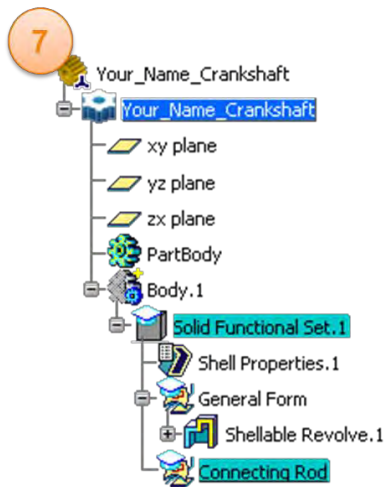 7
Your_Name_Crankshaft
Your_Name_Crankshaft
xy plane
yz plane
zx plane
PartBody
Body.1
Solid Functional Set.1
Shell Properties.1
General Form
Shellable Revolve.1
Connecting Rod